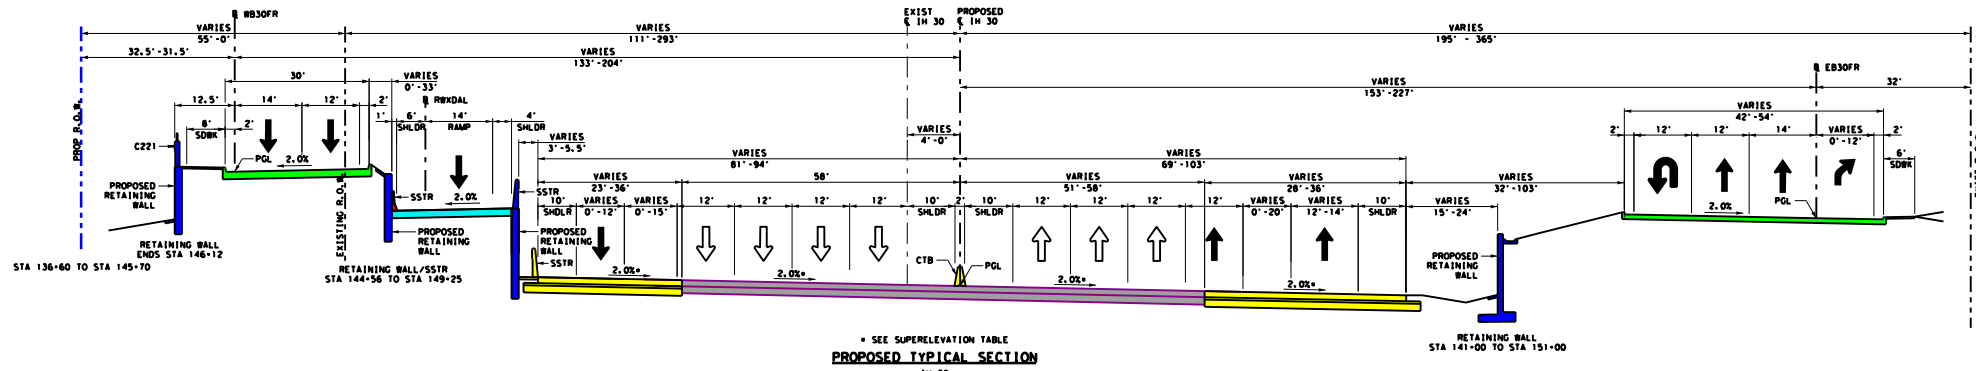 WB30FR
EXIST
℄ IH 30
PROPOSED
℄ IH 30
VARIES
55'-0'
VARIES
111'-293'
VARIES
195' - 365'
32.5'-31.5'
VARIES
133'-204'
EB30FR
30'
VARIES
0'-33'
VARIES
153'-227'
32'
RWXDAL
12.5'
14'
12'
2'
1'
6'
SHLDR
14'
RAMP
4'
SHLDR
VARIES
42'-54'
6'
SDWK
2'
VARIES
3'-5.5'
VARIES
4'-0'
2'
12'
12'
14'
VARIES
0'-12'
2'
PROP R.O.W.
C221
PGL
2.0%
VARIES
81'-94'
VARIES
69'-103'
6'
SDWK
VARIES
23'-36'
58'
VARIES
51'-58'
VARIES
28'-36'
VARIES
32'-103'
PROPOSED
RETAINING
WALL
SSTR
2.0%
SSTR
10'
SHDLR
VARIES
0'-12'
VARIES
0'-15'
12'
12'
12'
12'
10'
SHLDR
2'
10'
SHLDR
12'
12'
12'
12'
VARIES
0'-20'
VARIES
12'-14'
10'
SHLDR
VARIES
15'-24'
2.0%
PGL
EXISTING R.O.W.
PROPOSED
RETAINING
WALL
PROPOSED
RETAINING
WALL
SSTR
RETAINING WALL
ENDS STA 146+12
STA 136+60 TO STA 145+70
RETAINING WALL/SSTR
STA 144+56 TO STA 149+25
2.0%*
2.0%*
CTB
PGL
2.0%*
2.0%*
PROPOSED
RETAINING
WALL
RETAINING WALL
STA 141+00 TO STA 151+00
* SEE SUPERELEVATION TABLE
PROPOSED TYPICAL SECTION